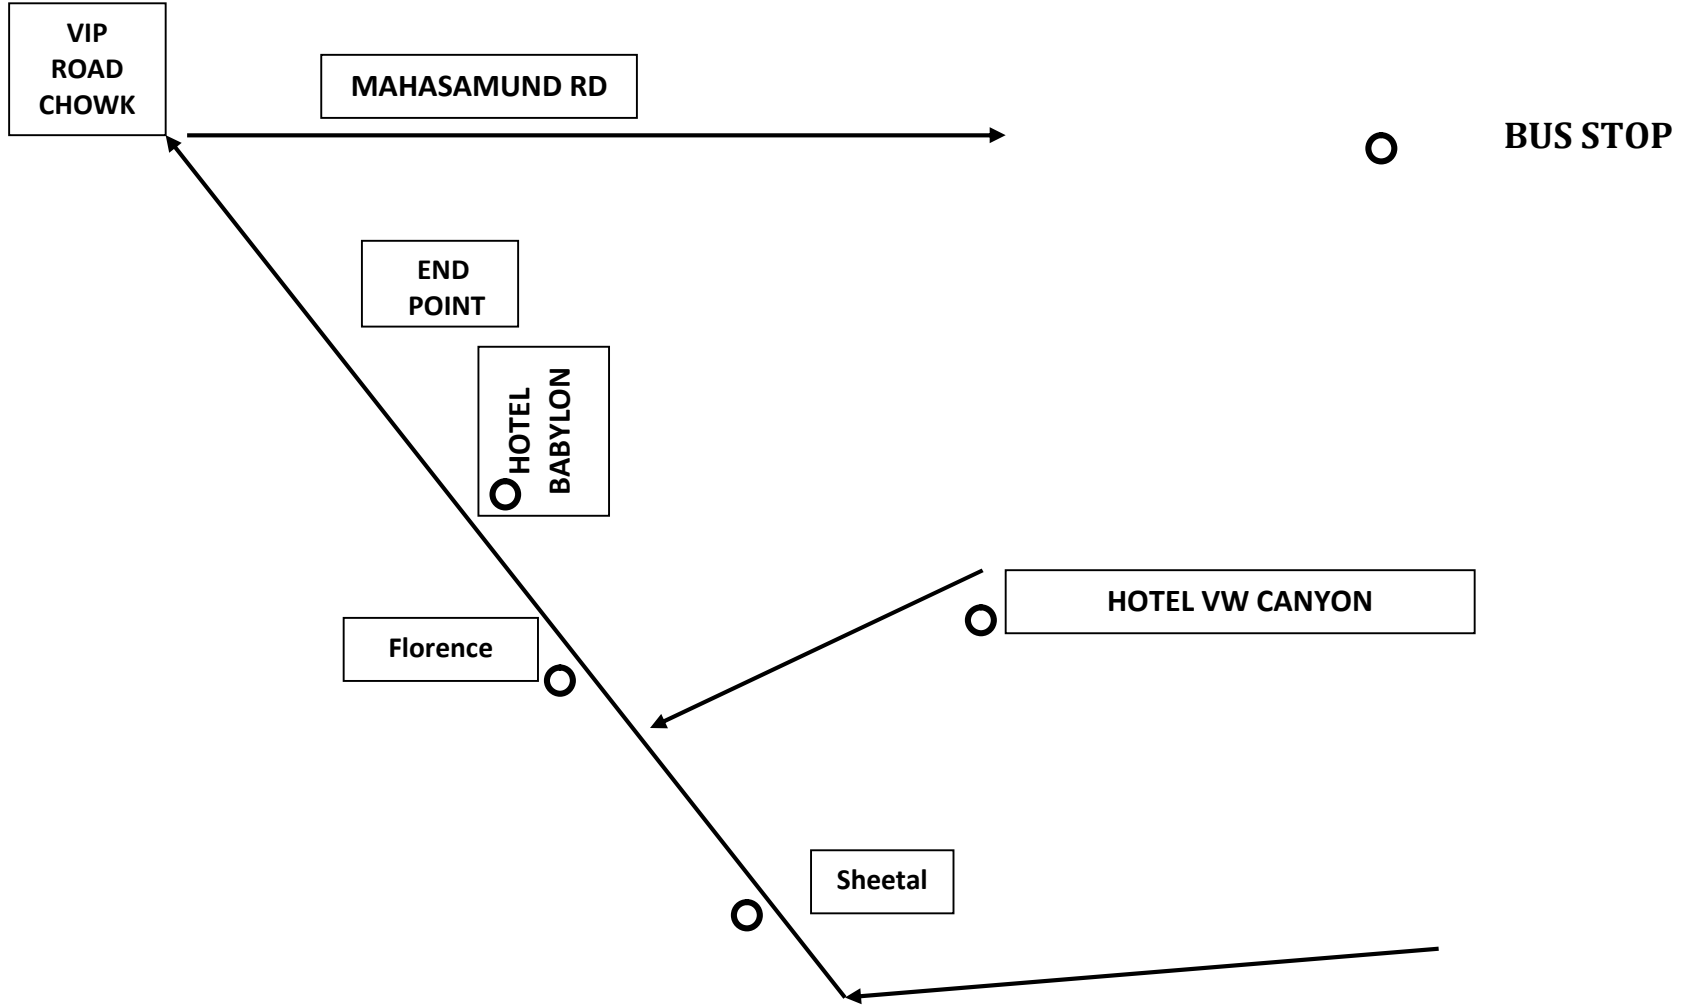 VIP
ROAD
CHOWK
MAHASAMUND RD
BUS STOP
END
POINT
HOTEL
BABYLON
HOTEL VW CANYON
Florence
Sheetal